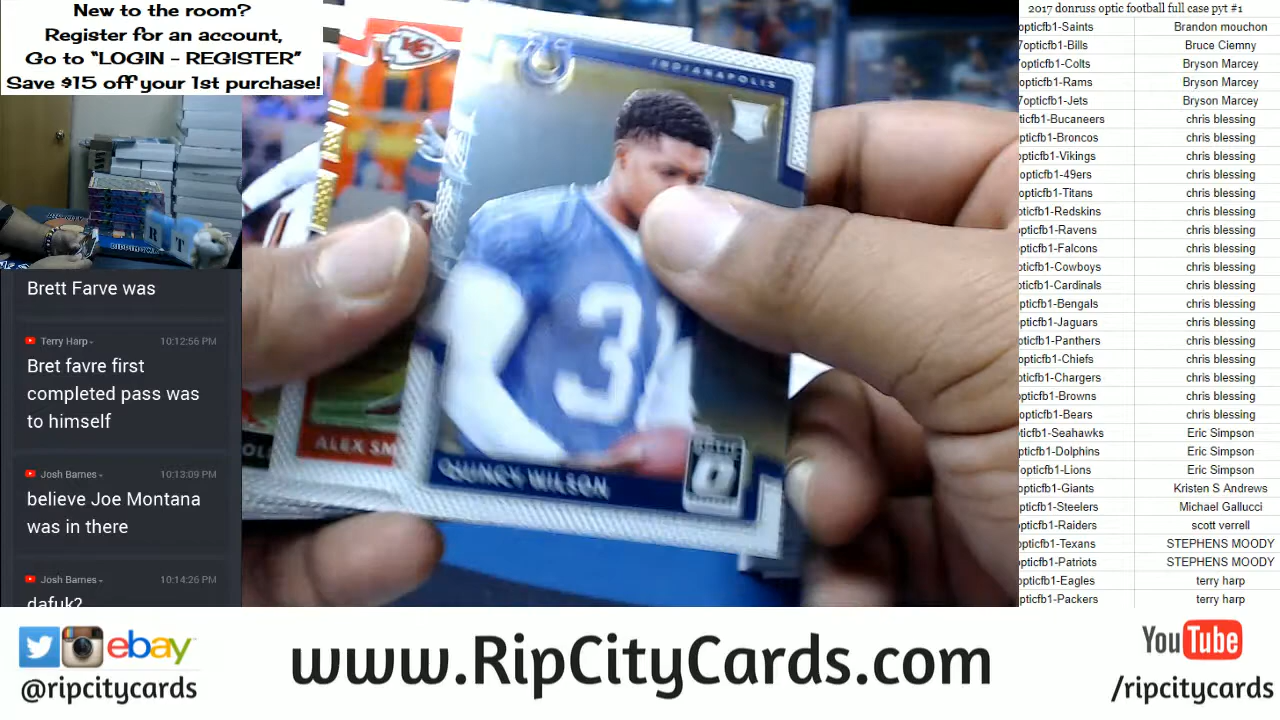 New to the room?
Register for an account,
Go to “LOGIN - REGISTER”
Save $15 off your 1st purchase!
Brett Farve was
Terry Harp 10:12:56 PM
Bret favre first
completed pass was
to himself
Josh Barnes 10:13:09 PM
believe Joe Montana
was in there
Josh Barnes 10:14:26 PM
dafuk?
INDIANAPOLIS
3
ALEX SM
QUINCY WILSON
OPTIC
KC
2017 donruss optic football full case pyt #1
opticfb1-Saints Brandon mouchon
7opticfb1-Bills Bruce Ciemny
opticfb1-Colts Bryson Marcey
opticfb1-Rams Bryson Marcey
7opticfb1-Jets Bryson Marcey
pticfb1-Bucaneers chris blessing
opticfb1-Broncos chris blessing
opticfb1-Vikings chris blessing
opticfb1-49ers chris blessing
opticfb1-Titans chris blessing
pticfb1-Redskins chris blessing
opticfb1-Ravens chris blessing
opticfb1-Falcons chris blessing
opticfb1-Cowboys chris blessing
pticfb1-Cardinals chris blessing
opticfb1-Bengals chris blessing
pticfb1-Jaguars chris blessing
pticfb1-Panthers chris blessing
opticfb1-Chiefs chris blessing
pticfb1-Chargers chris blessing
opticfb1-Browns chris blessing
opticfb1-Bears chris blessing
pticfb1-Seahawks Eric Simpson
pticfb1-Dolphins Eric Simpson
opticfb1-Lions Eric Simpson
opticfb1-Giants Kristen S Andrews
opticfb1-Steelers Michael Gallucci
opticfb1-Raiders scott verrell
opticfb1-Texans STEPHENS MOODY
opticfb1-Patriots STEPHENS MOODY
opticfb1-Eagles terry harp
opticfb1-Packers terry harp
ebay
@ripcitycards
www.RipCityCards.com
YouTube
/ripcitycards